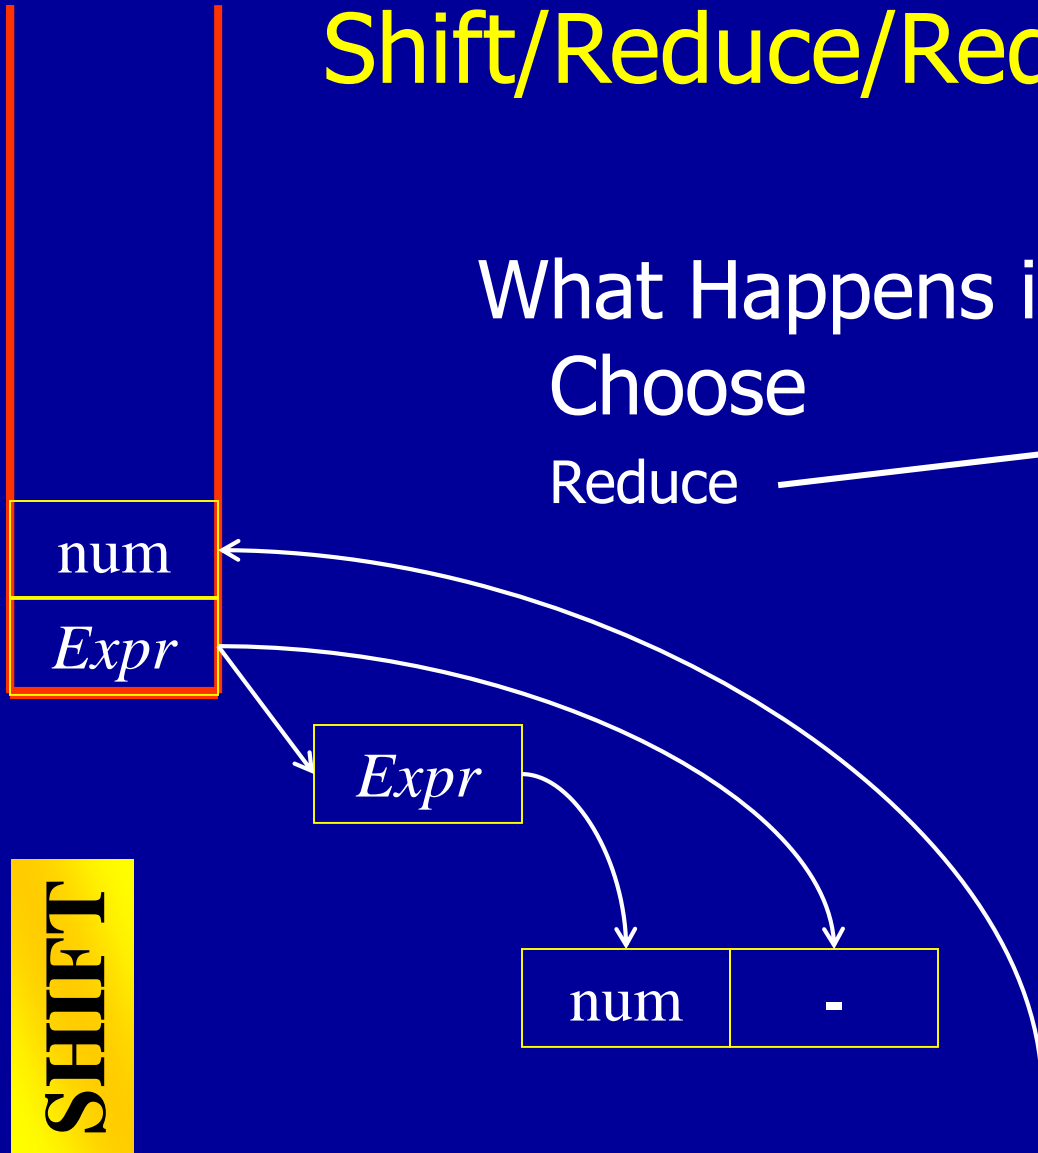 Shift/Reduce/Red
What Happens i
Choose
Reduce
num
Expr
Expr
num -
SHIFT